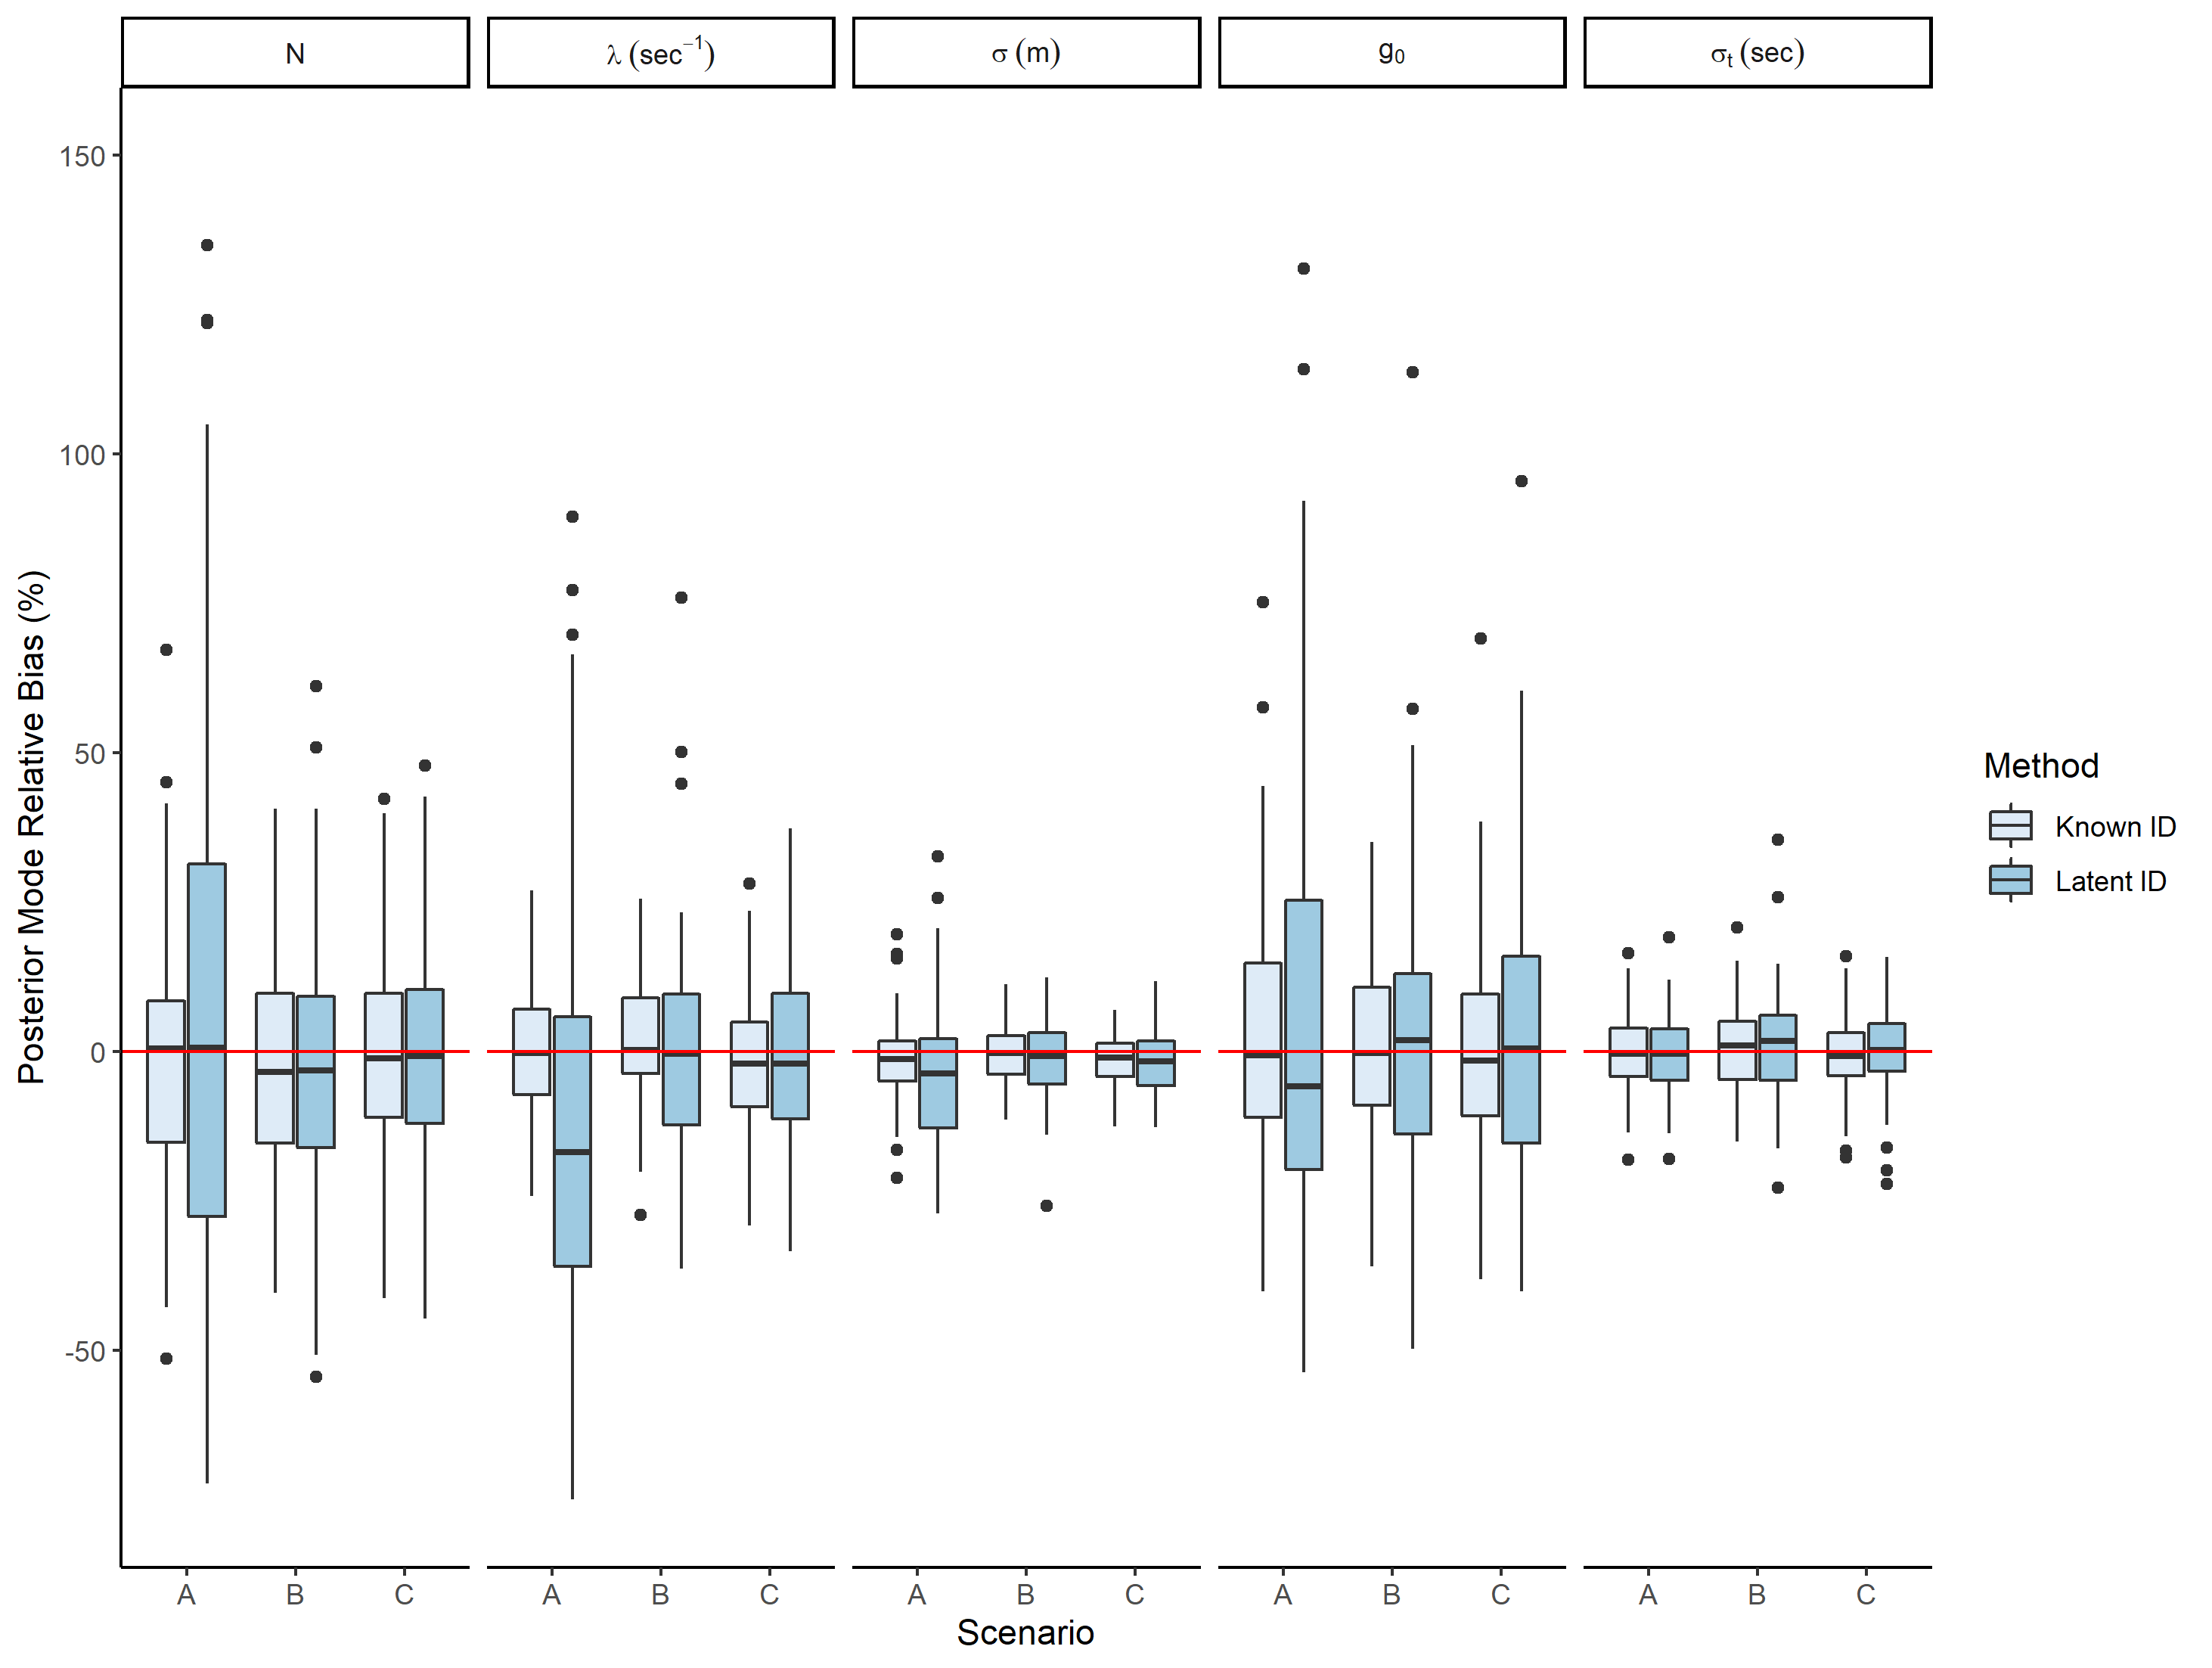 N
λ (sec⁻¹)
σ (m)
g₀
σₜ (sec)
Posterior Mode Relative Bias (%)
150
100
50
0
-50
A B C
A B C
A B C
A B C
A B C
Scenario
Method
Known ID
Latent ID